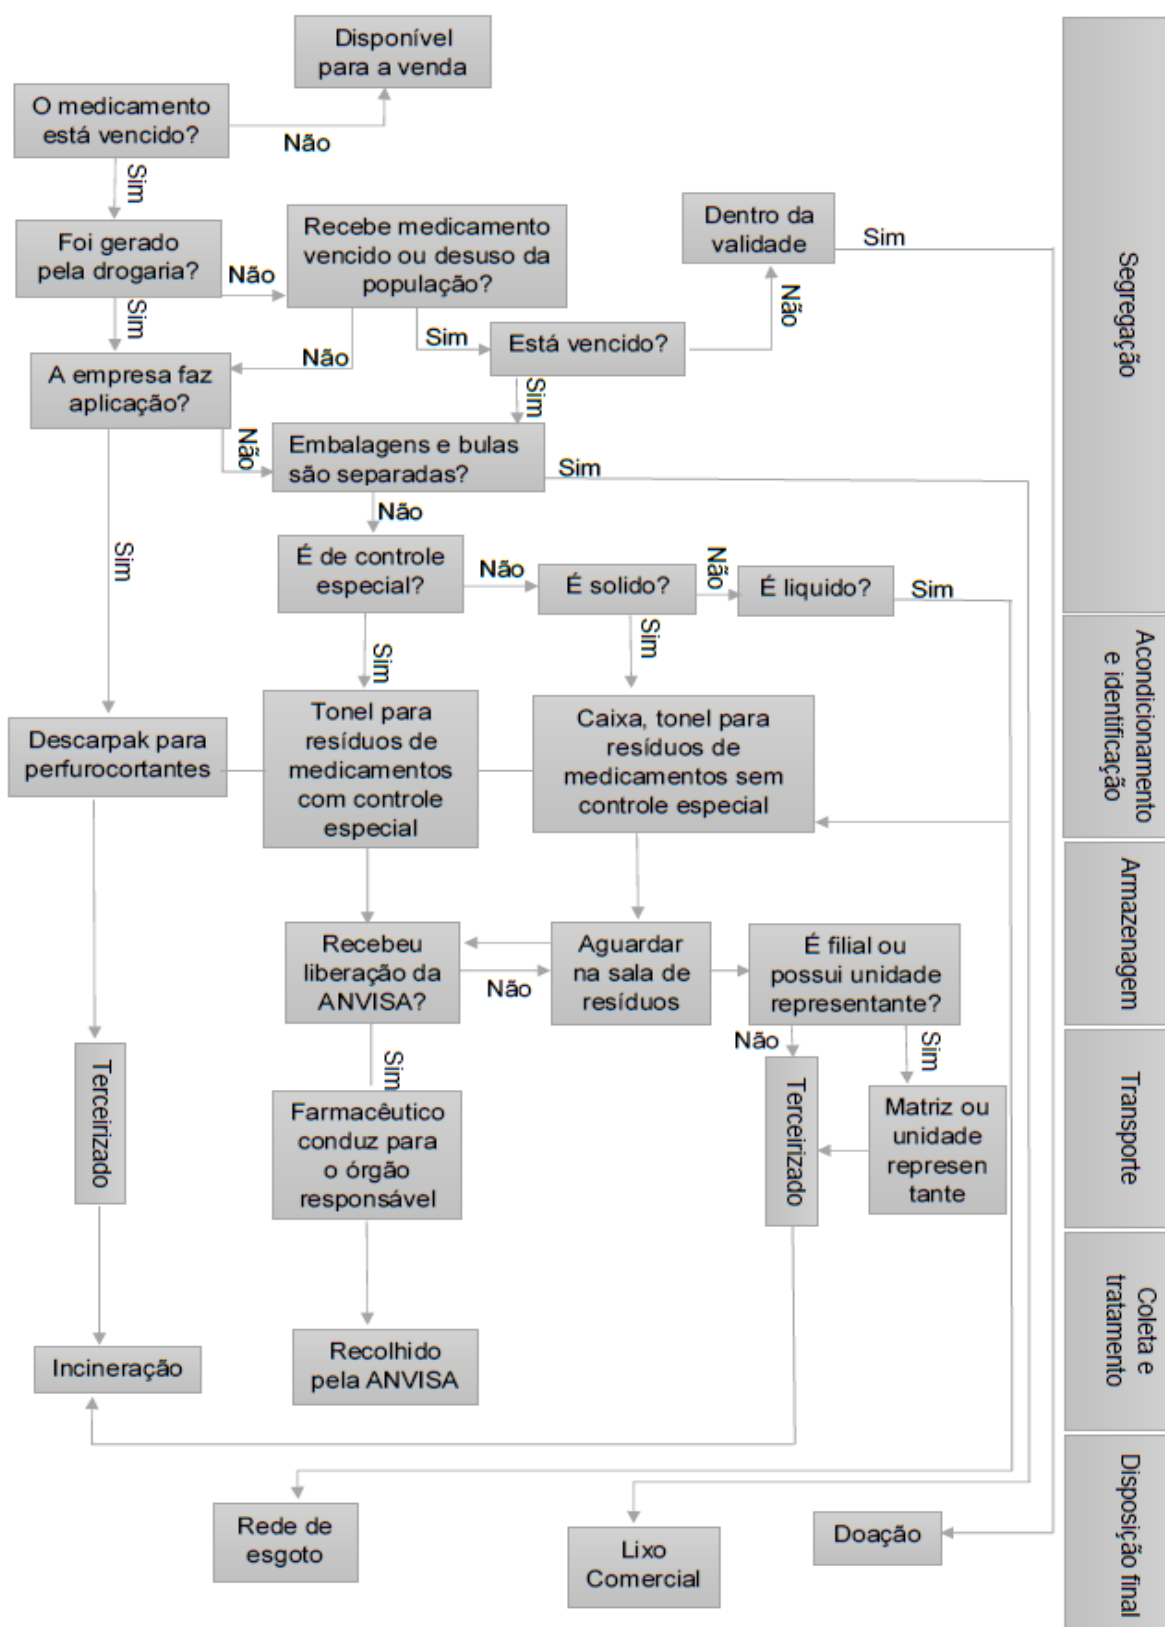 Disponível
para a venda
O medicamento
está vencido?
Não
Sim
Foi gerado
pela drogaria?
Não
Recebe medicamento
vencido ou desuso da
população?
Dentro da
validade
Sim
Não
Sim
Sim
Está vencido?
Não
A empresa faz
aplicação?
Sim
Não
Embalagens e bulas
são separadas?
Sim
Não
Sim
É de controle
especial?
Não
É solido?
Não
É liquido?
Sim
Sim
Sim
Descarpak para
perfurocortantes
Tonel para
resíduos de
medicamentos
com controle
especial
Caixa, tonel para
resíduos de
medicamentos sem
controle especial
Recebeu
liberação da
ANVISA?
Não
Aguardar
na sala de
resíduos
É filial ou
possui unidade
representante?
Sim
Não
Sim
Terceirizado
Farmacêutico
conduz para
o órgão
responsável
Terceirizado
Matriz ou
unidade
represen
tante
Incineração
Recolhido
pela ANVISA
Rede de
esgoto
Lixo
Comercial
Doação
Segregação
Acondicionamento
e identificação
Armazenagem
Transporte
Coleta e
tratamento
Disposição final